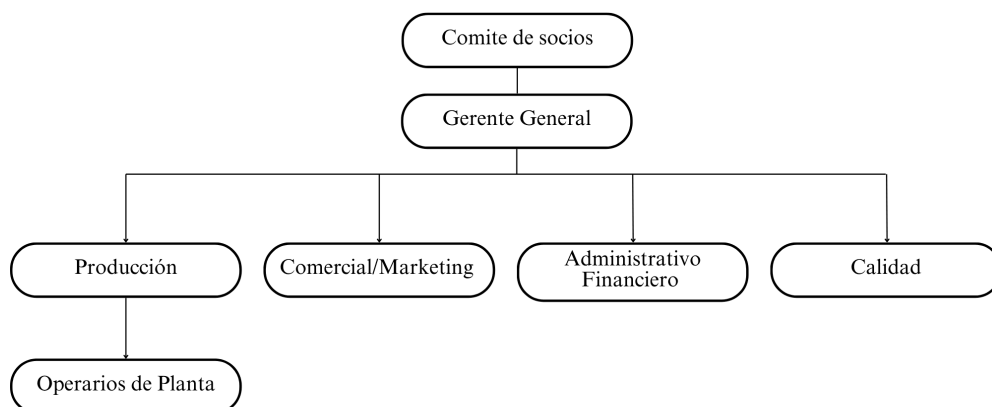 Comite de socios
Gerente General
Producción
Comercial/Marketing
Administrativo
Financiero
Calidad
Operarios de Planta